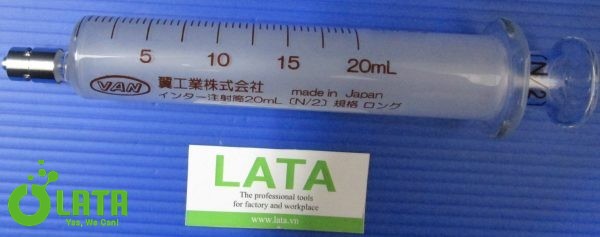 5 10 15 20mL
VAN
翼工業株式会社 made in Japan
インター注射筒20mL (N/2) 規格 ロング
(N/2)
LATA
The professional tools
for factory and workplace
www.lata.vn
LATA
Yes, We Can!